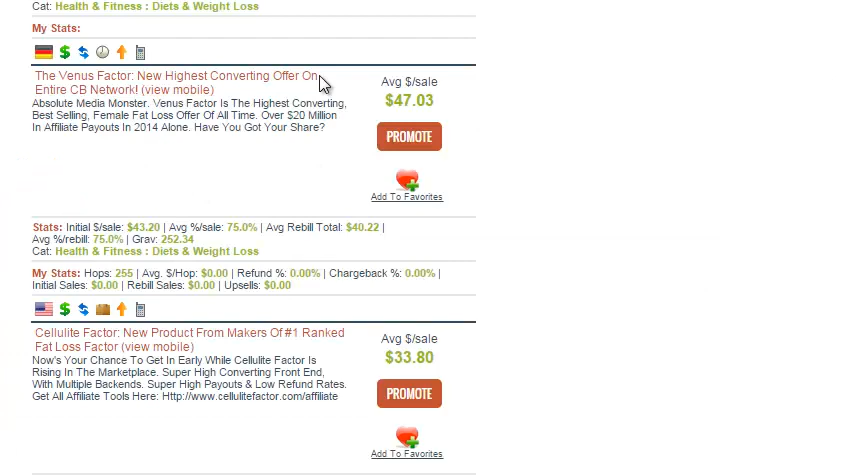 Cat: Health & Fitness : Diets & Weight Loss
My Stats:
The Venus Factor: New Highest Converting Offer On
Entire CB Network! (view mobile)
Absolute Media Monster. Venus Factor Is The Highest Converting,
Best Selling, Female Fat Loss Offer Of All Time. Over $20 Million
In Affiliate Payouts In 2014 Alone. Have You Got Your Share?
Avg $/sale
$47.03
PROMOTE
Add To Favorites
Stats: Initial $/sale: $43.20 | Avg %/sale: 75.0% | Avg Rebill Total: $40.22 |
Avg %/rebill: 75.0% | Grav: 252.34
Cat: Health & Fitness : Diets & Weight Loss
My Stats: Hops: 255 | Avg. $/Hop: $0.00 | Refund %: 0.00% | Chargeback %: 0.00% |
Initial Sales: $0.00 | Rebill Sales: $0.00 | Upsells: $0.00
Cellulite Factor: New Product From Makers Of #1 Ranked
Fat Loss Factor (view mobile)
Now's Your Chance To Get In Early While Cellulite Factor Is
Rising In The Marketplace. Super High Converting Front End,
With Multiple Backends. Super High Payouts & Low Refund Rates.
Get All Affiliate Tools Here: Http://www.cellulitefactor.com/affiliate
Avg $/sale
$33.80
PROMOTE
Add To Favorites